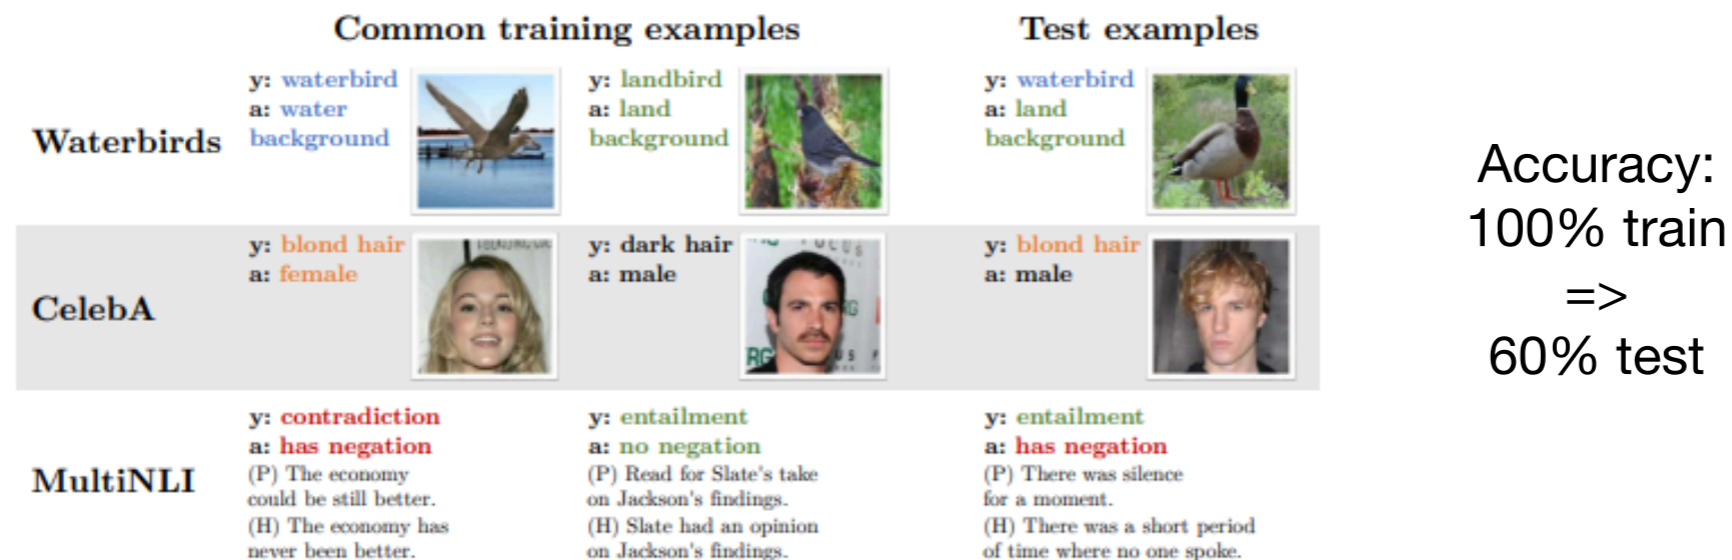 Common training examples
Test examples
Waterbirds
y: waterbird
a: water
background
y: landbird
a: land
background
y: waterbird
a: land
background
CelebA
y: blond hair
a: female
y: dark hair
a: male
FOCUS
RG
RG
y: blond hair
a: male
MultiNLI
y: contradiction
a: has negation
(P) The economy
could be still better.
(H) The economy has
never been better.
y: entailment
a: no negation
(P) Read for Slate's take
on Jackson's findings.
(H) Slate had an opinion
on Jackson's findings.
y: entailment
a: has negation
(P) There was silence
for a moment.
(H) There was a short period
of time where no one spoke.
Accuracy:
100% train
=>
60% test